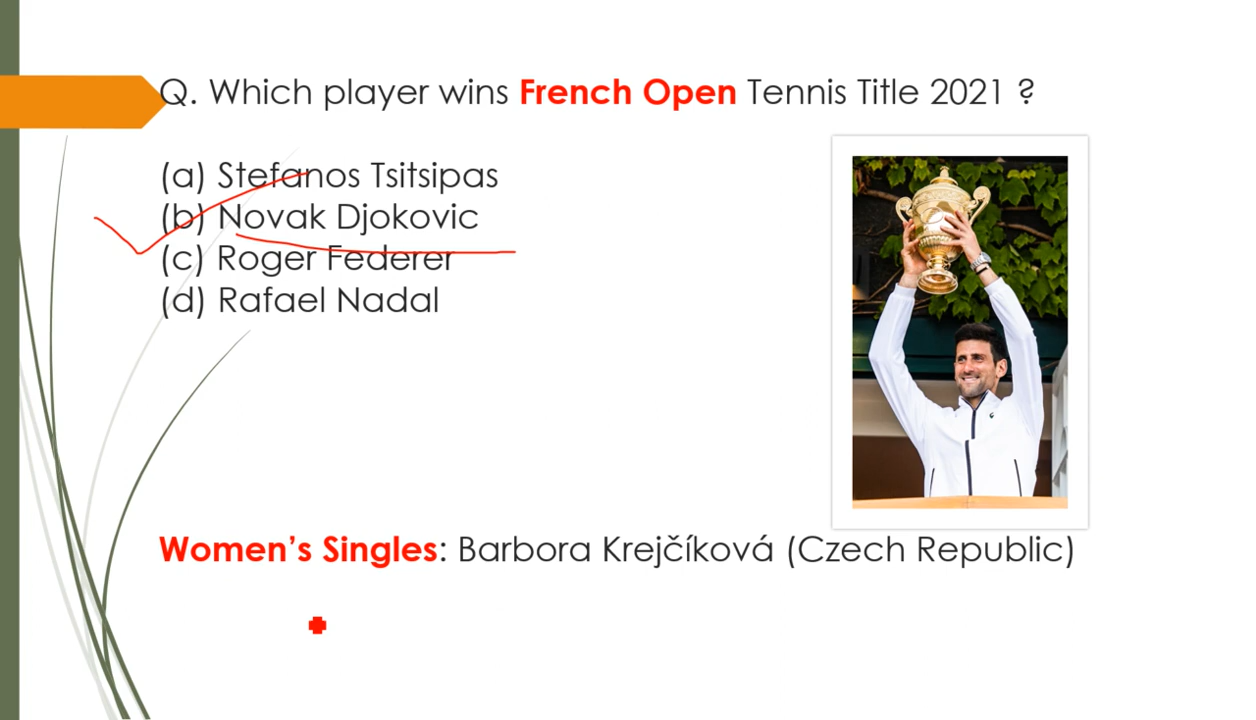 Q. Which player wins French Open Tennis Title 2021 ?
(a) Stefanos Tsitsipas
(b) Novak Djokovic
(c) Roger Federer
(d) Rafael Nadal
Women’s Singles: Barbora Krejčíková (Czech Republic)